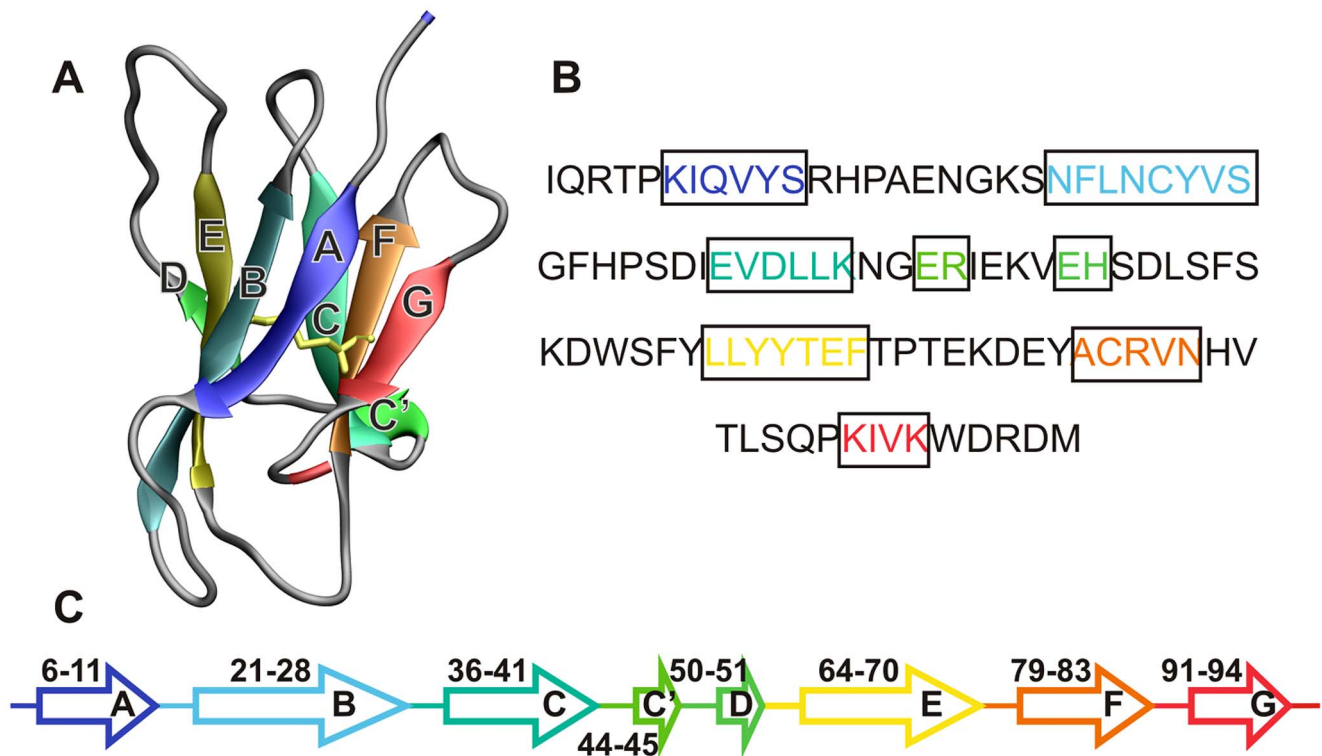 A
B
E
D
B
A
F
C
G
C’
IQRTPKIQVYSRHPAENGKSNFLNCYVS
GFHPSDIEVDLLKNGERIEKVEHSDLSFS
KDWSFYLLYYTEFTPTEKDEYACRVNHV
TLSQPKIVKWDRDM
C
6-11 21-28 36-41 50-51 64-70 79-83 91-94
A B C C’ D E F G
44-45